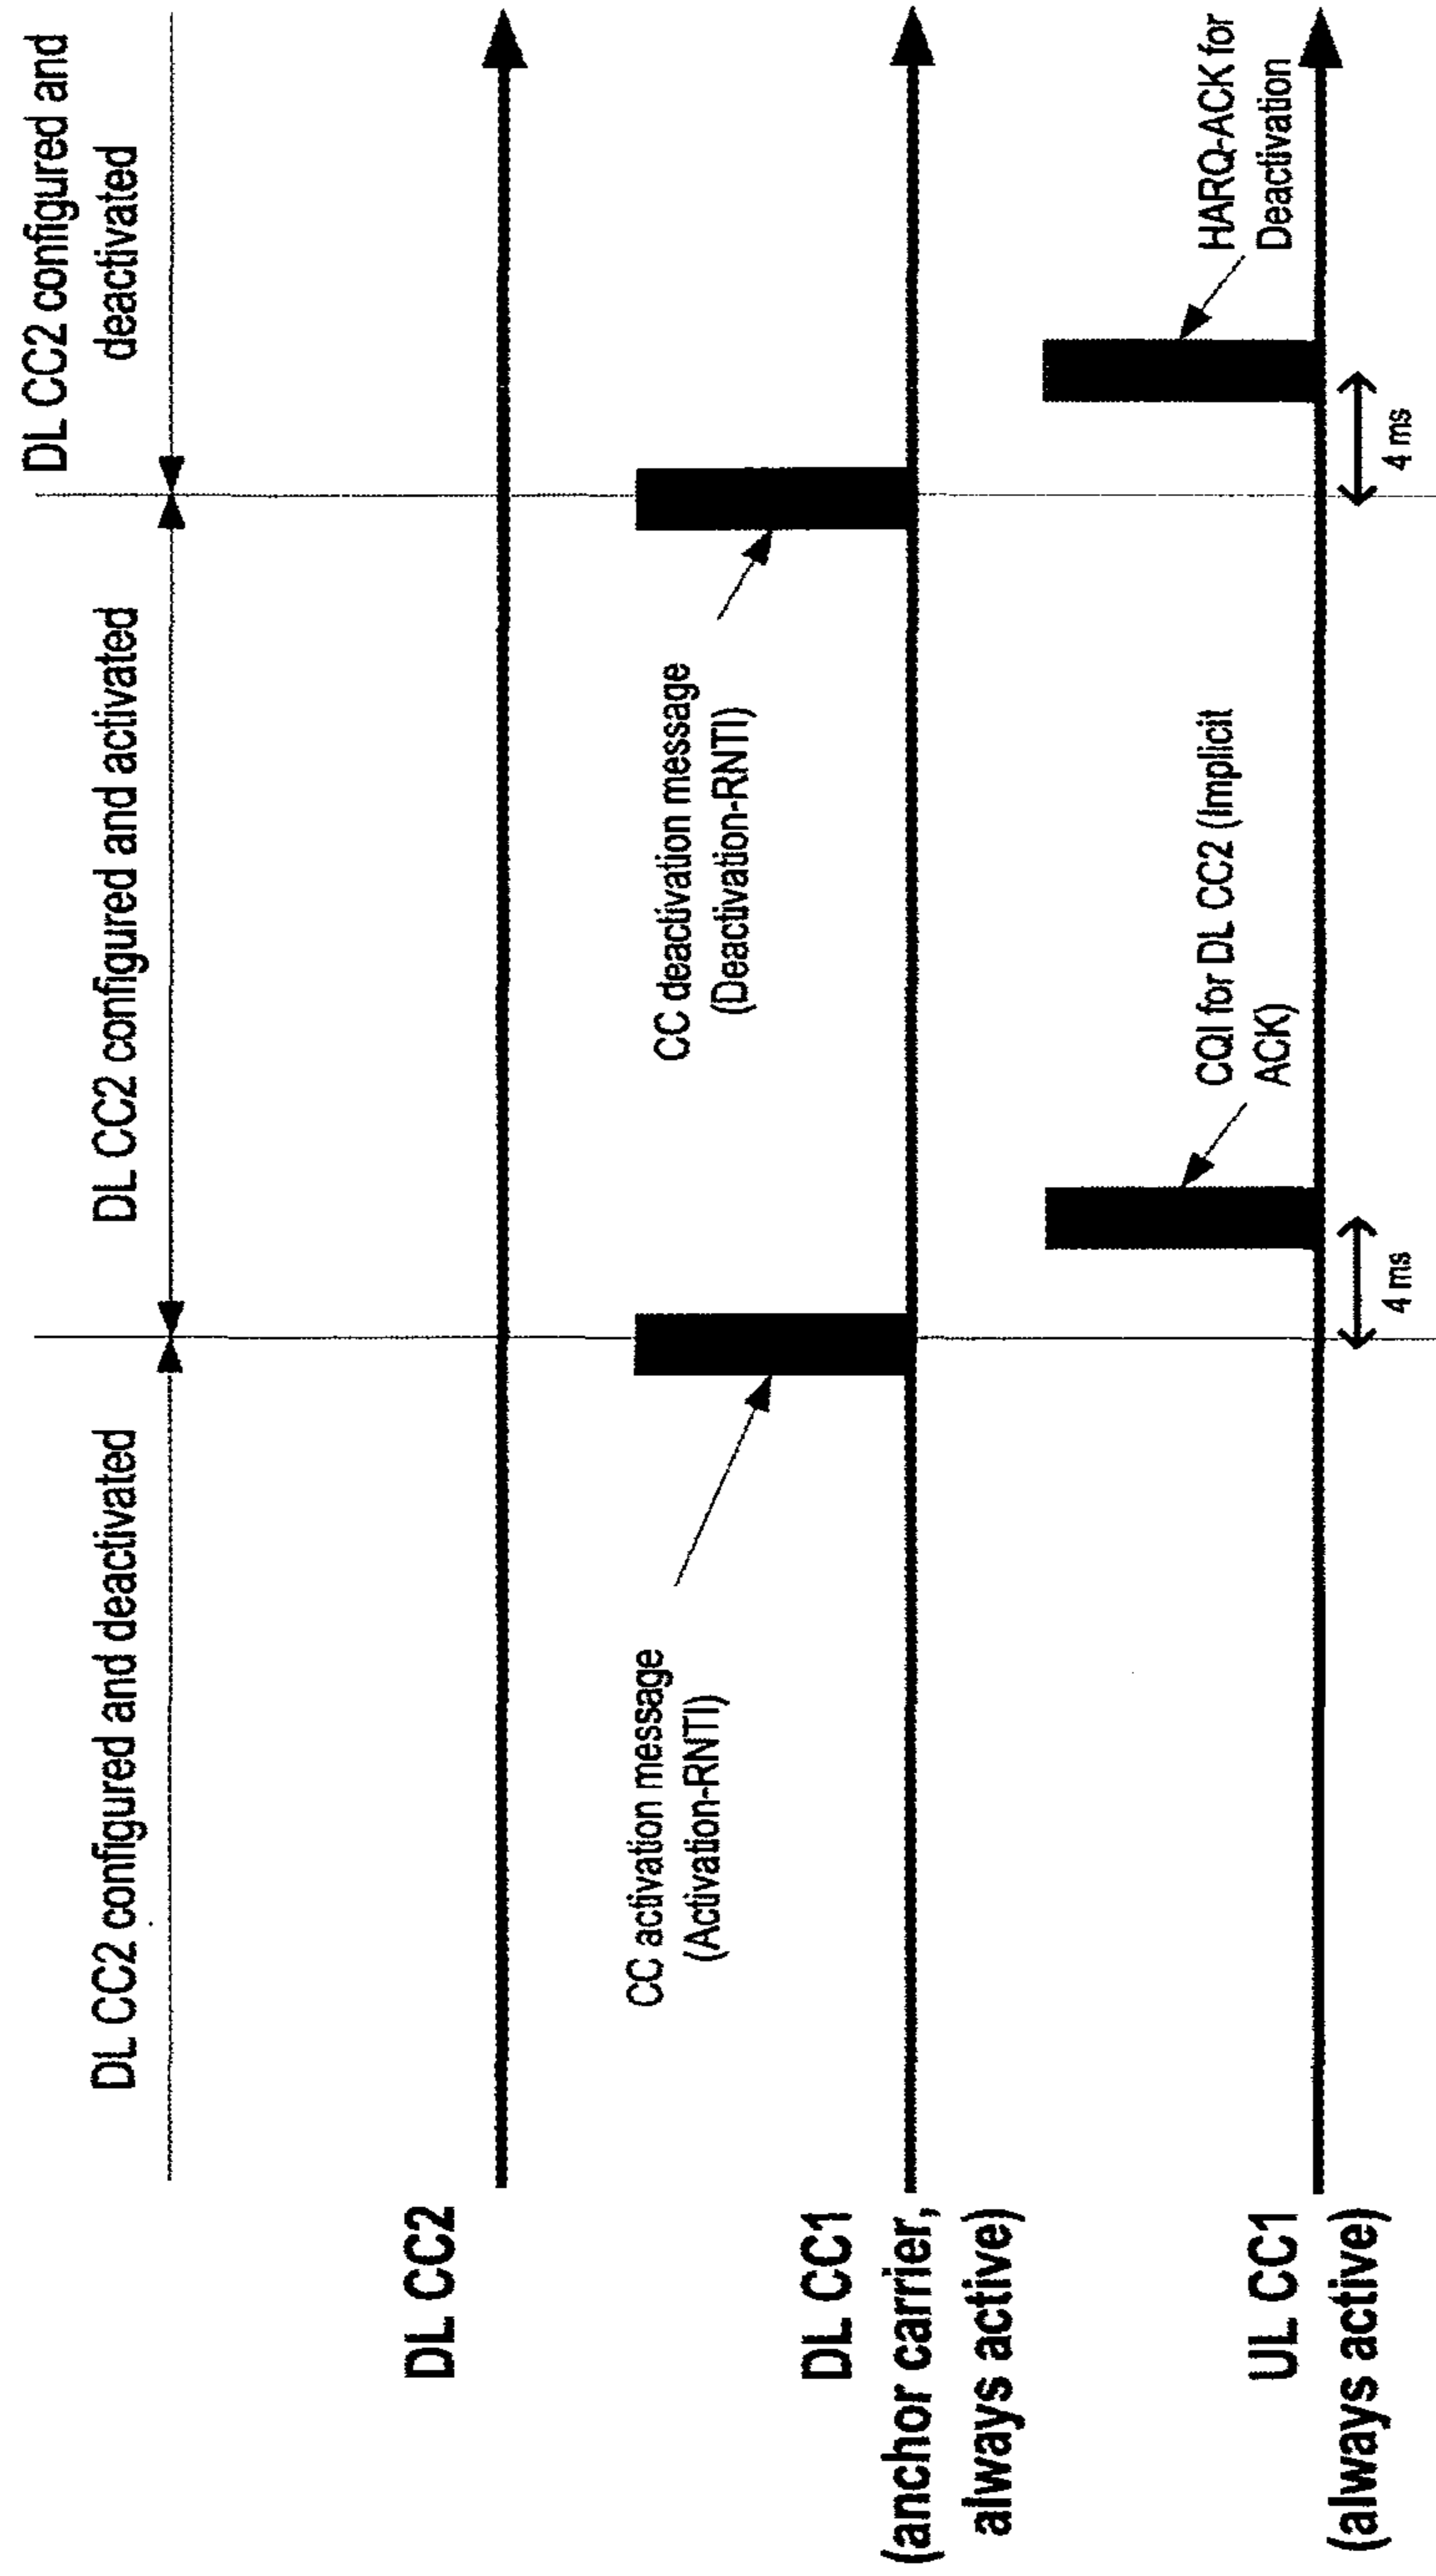 DL CC2 configured and deactivated
DL CC2 configured and activated
DL CC2 configured and
deactivated
DL CC2
CC activation message
(Activation-RNTI)
CC deactivation message
(Deactivation-RNTI)
DL CC1
(anchor carrier,
always active)
CQI for DL CC2 (Implicit
ACK)
HARQ-ACK for
Deactivation
UL CC1
(always active)
4 ms
4 ms